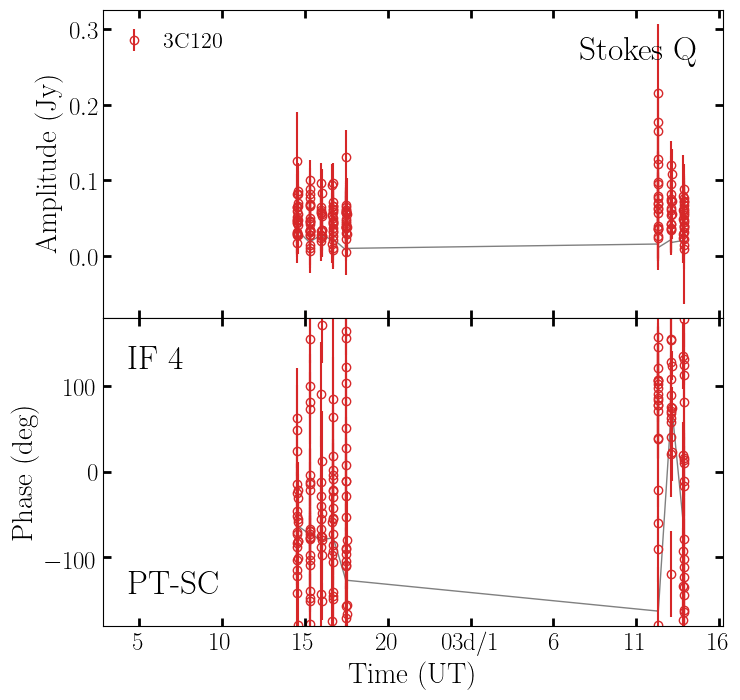 3C120
Stokes Q
0.3
0.2
0.1
0.0
Amplitude (Jy)
IF 4
100
0
−100
Phase (deg)
PT-SC
5 10 15 20 03d/1 6 11 16
Time (UT)